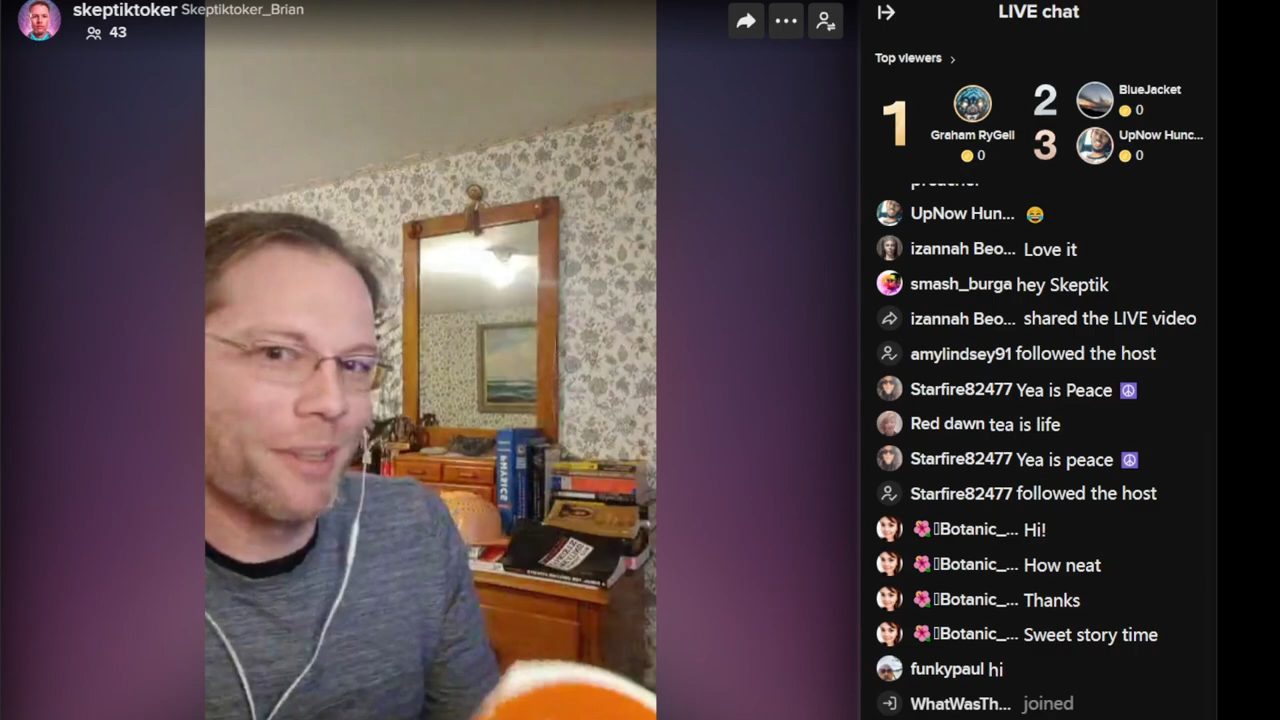 skeptiktoker Skeptiktoker_Brian
43
LIVE chat
Top viewers
1
Graham RyGell
0
2
BlueJacket
0
3
UpNow Hunc...
0
preacher
UpNow Hun... 😂
izannah Beo... Love it
smash_burga hey Skeptik
izannah Beo... shared the LIVE video
amylindsey91 followed the host
Starfire82477 Yea is Peace ☮
Red dawn tea is life
Starfire82477 Yea is peace ☮
Starfire82477 followed the host
🌺▯Botanic_... Hi!
🌺▯Botanic_... How neat
🌺▯Botanic_... Thanks
🌺▯Botanic_... Sweet story time
funkypaul hi
WhatWasTh... joined